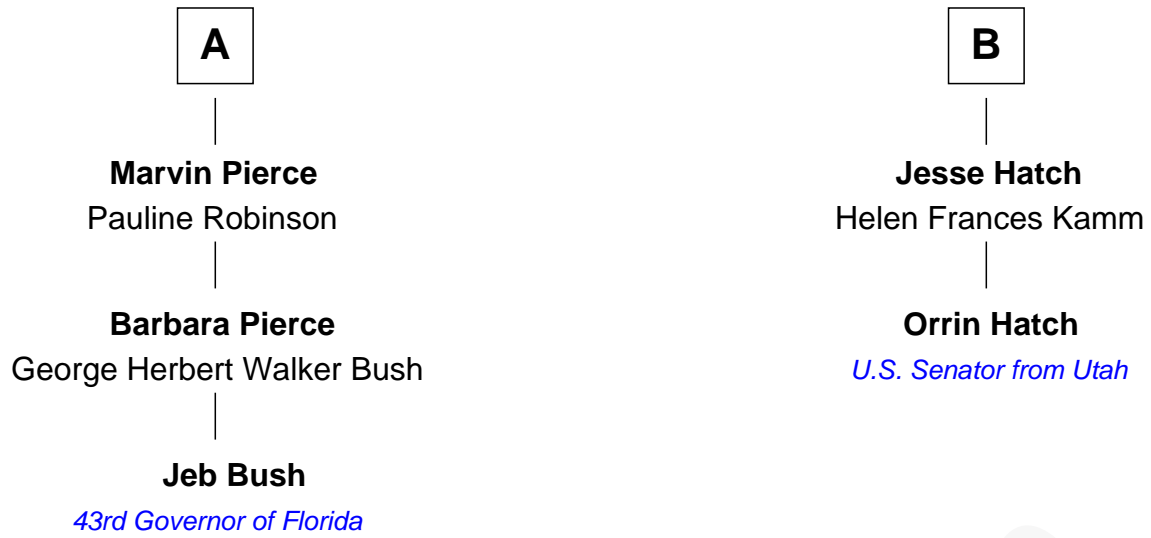 A
Marvin Pierce
Pauline Robinson
Barbara Pierce
George Herbert Walker Bush
Jeb Bush
43rd Governor of Florida
B
Jesse Hatch
Helen Frances Kamm
Orrin Hatch
U.S. Senator from Utah